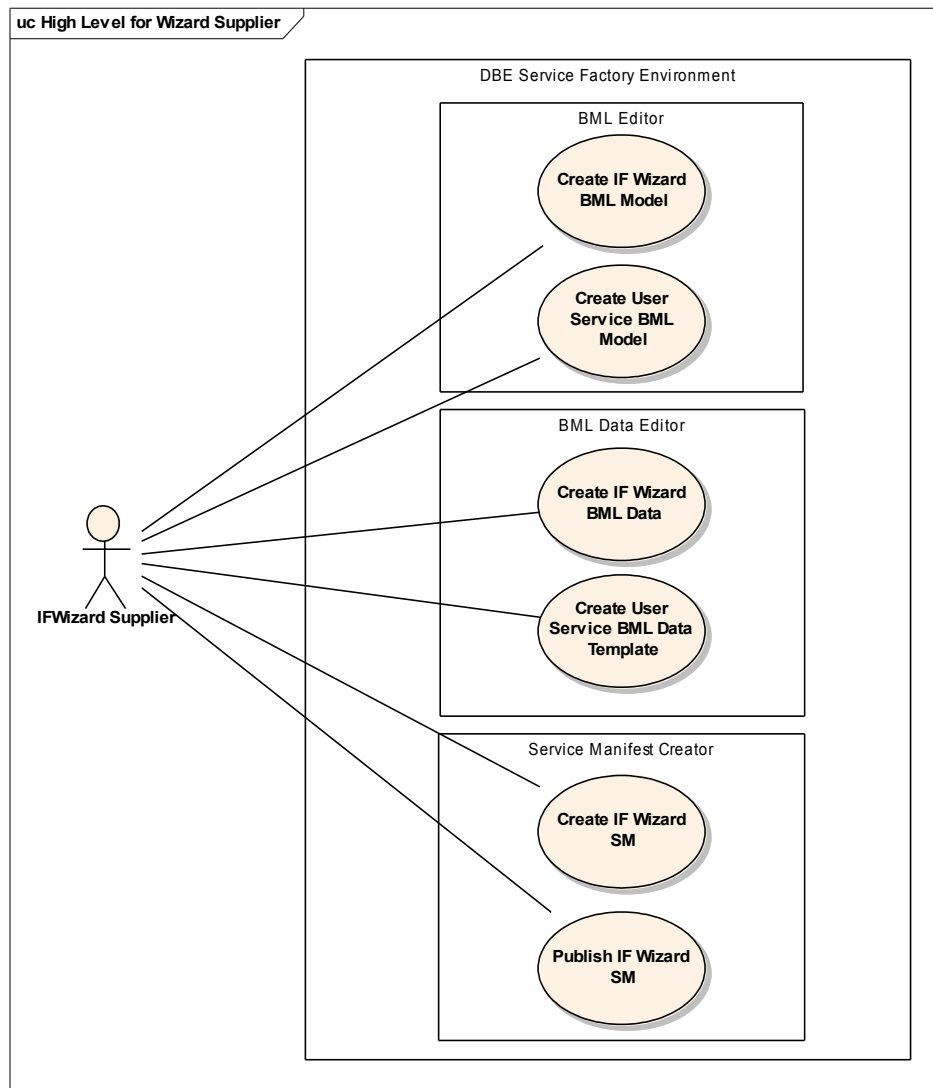 uc High Level for Wizard Supplier
DBE Service Factory Environment
BML Editor
Create IF Wizard
BML Model
Create User
Service BML
Model
BML Data Editor
Create IF Wizard
BML Data
Create User
Service BML Data
Template
IFWizard Supplier
Service Manifest Creator
Create IF Wizard
SM
Publish IF Wizard
SM